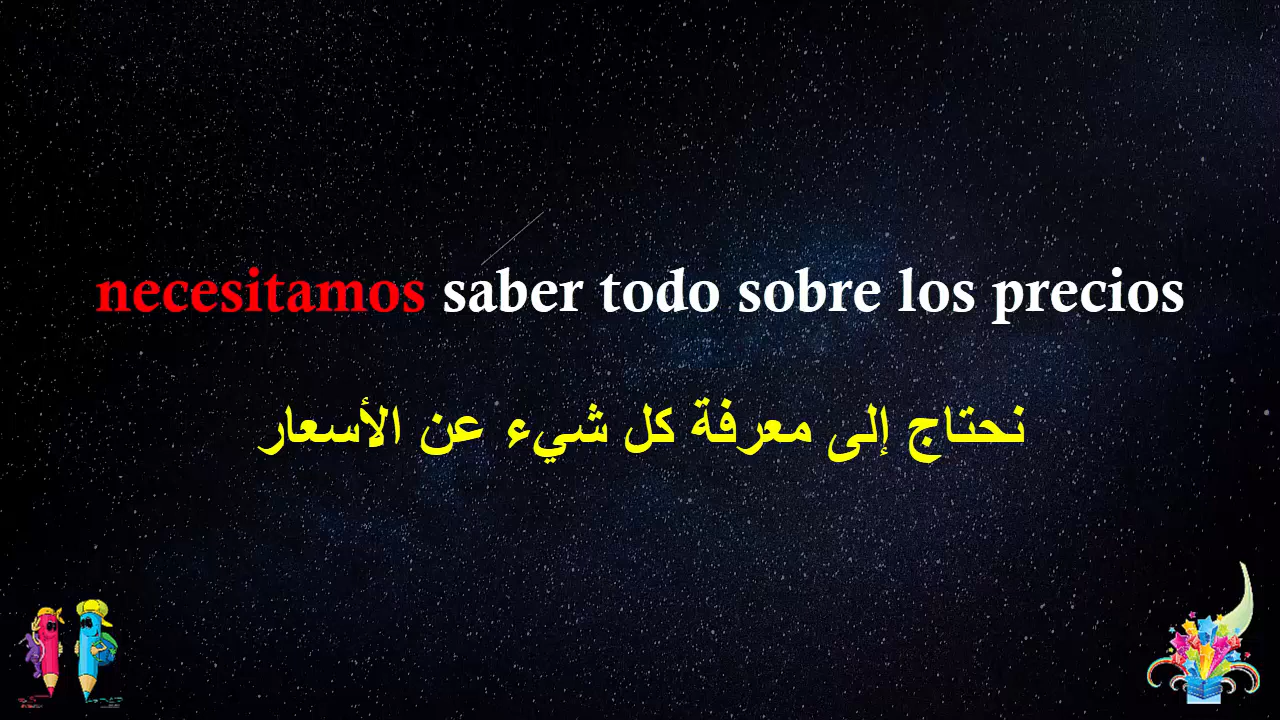 necesitamos saber todo sobre los precios
نحتاج إلى معرفة كل شيء عن الأسعار